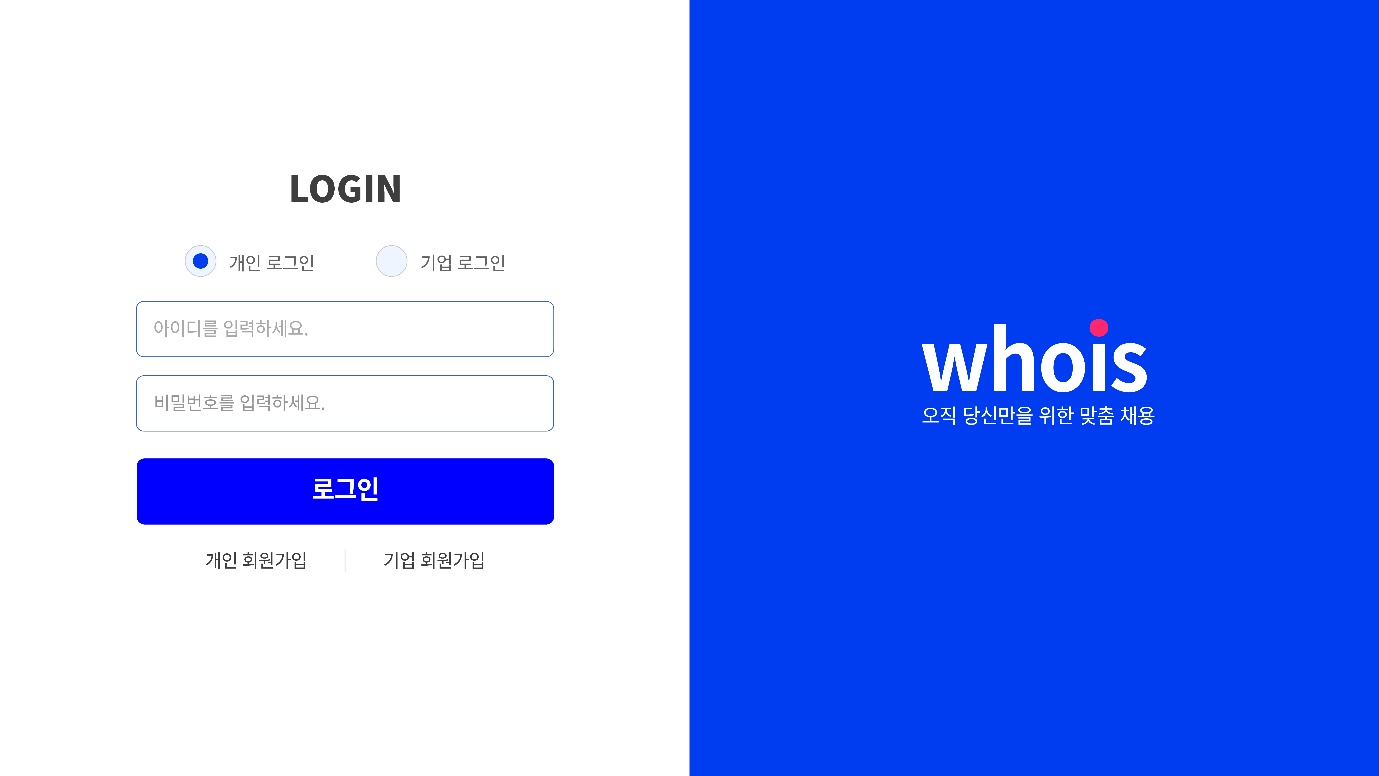 LOGIN
개인 로그인 기업 로그인
아이디를 입력하세요.
비밀번호를 입력하세요.
로그인
개인 회원가입 기업 회원가입
whois
오직 당신만을 위한 맞춤 채용